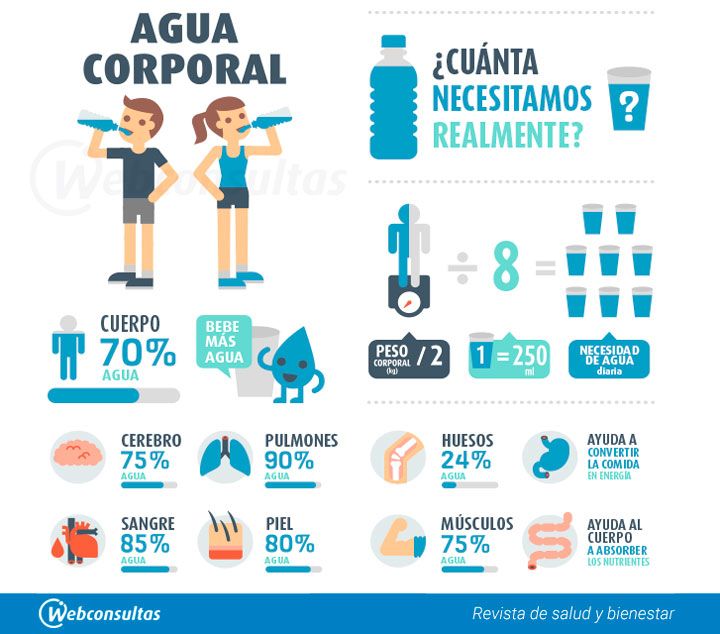 AGUA
CORPORAL
¿CUÁNTA
NECESITAMOS
REALMENTE?
?
Webconsultas
÷ 8 =
PESO
CORPORAL
(kg)
/ 2
1 = 250
ml
NECESIDAD
DE AGUA
diaria
CUERPO
70%
AGUA
BEBE
MÁS
AGUA
CEREBRO
75%
AGUA
PULMONES
90%
AGUA
HUESOS
24%
AGUA
AYUDA A
CONVERTIR
LA COMIDA
EN ENERGÍA
SANGRE
85%
AGUA
PIEL
80%
AGUA
MÚSCULOS
75%
AGUA
AYUDA AL
CUERPO
A ABSORBER
LOS NUTRIENTES
Webconsultas
Revista de salud y bienestar